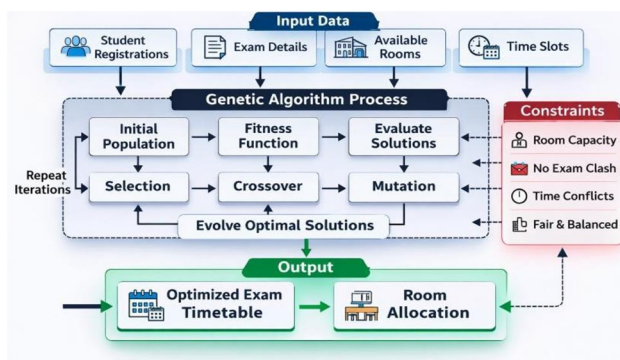 Input Data
Student
Registrations
Exam Details
Available
Rooms
Time Slots
Genetic Algorithm Process
Initial
Population
Fitness
Function
Evaluate
Solutions
Repeat
Iterations
Selection
Crossover
Mutation
Evolve Optimal Solutions
Constraints
Room Capacity
No Exam Clash
Time Conflicts
Fair & Balanced
Output
Optimized Exam
Timetable
Room
Allocation